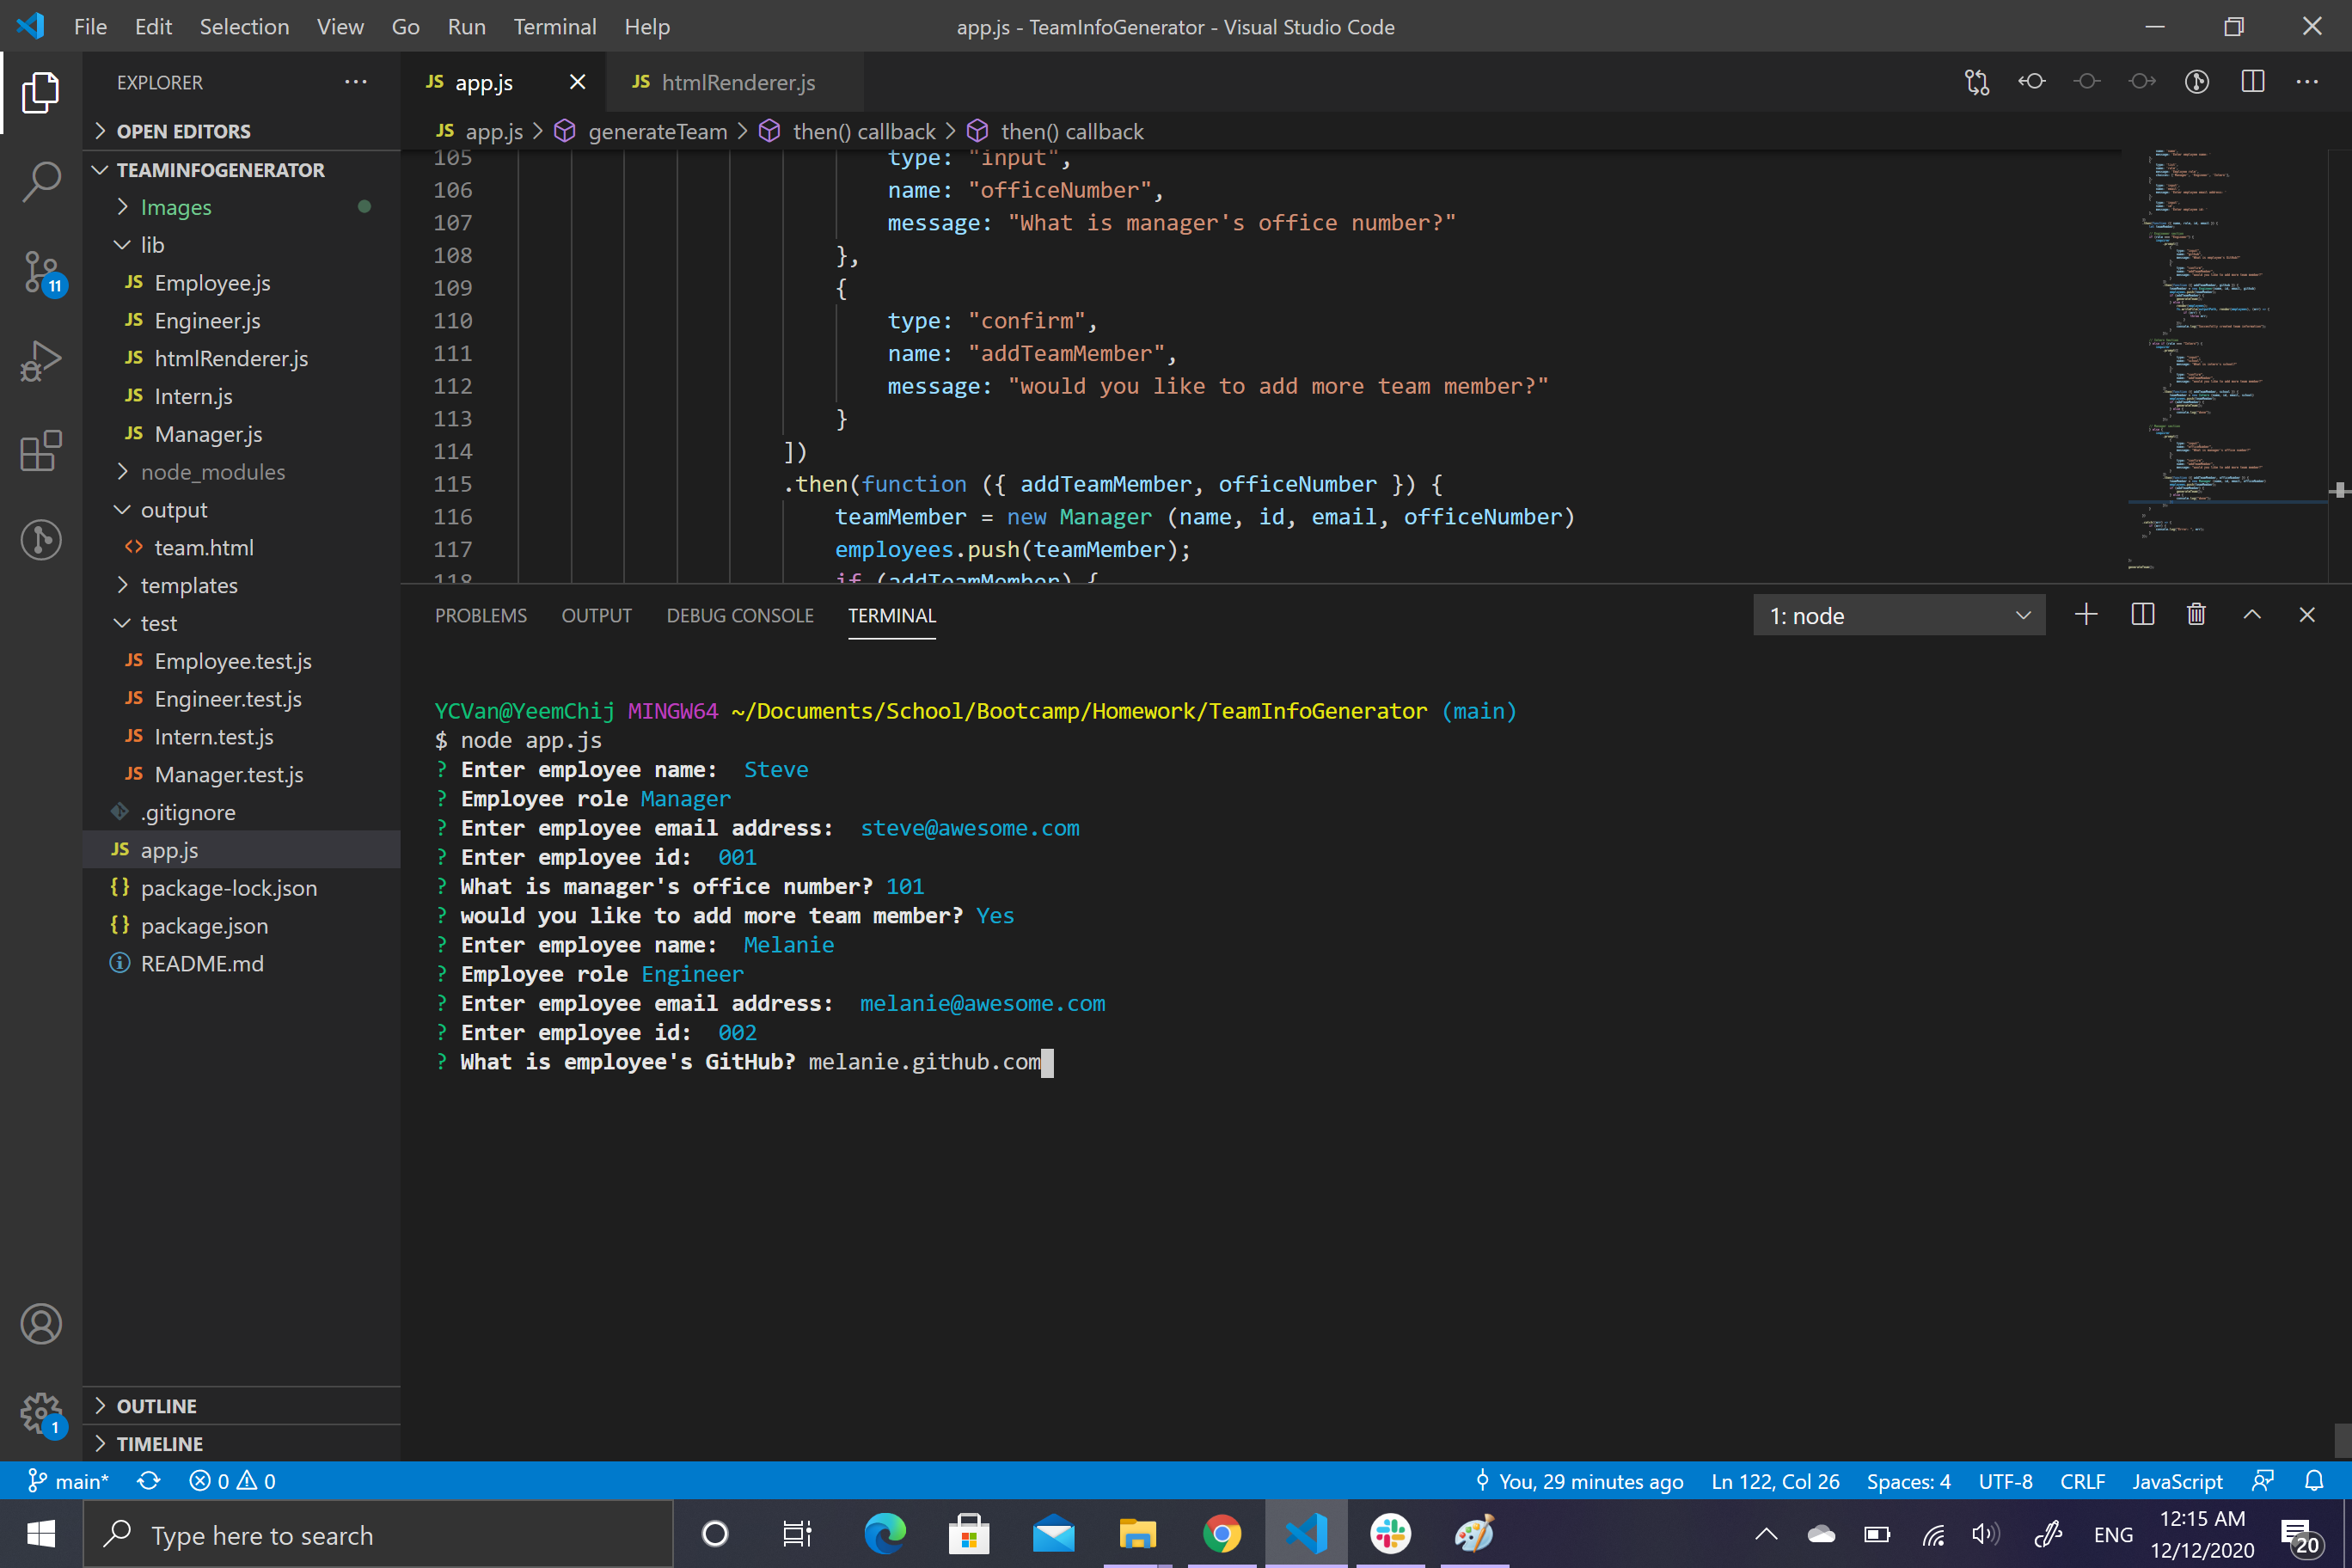 File Edit Selection View Go Run Terminal Help
app.js - TeamInfoGenerator - Visual Studio Code
EXPLORER
OPEN EDITORS
TEAMINFOGENERATOR
Images
lib
JS Employee.js
JS Engineer.js
JS htmlRenderer.js
JS Intern.js
JS Manager.js
node_modules
output
<> team.html
templates
test
JS Employee.test.js
JS Engineer.test.js
JS Intern.test.js
JS Manager.test.js
.gitignore
JS app.js
{} package-lock.json
{} package.json
README.md
OUTLINE
TIMELINE
11
1
JS app.js
JS htmlRenderer.js
JS app.js > generateTeam > then() callback > then() callback
105 type: "input",
106 name: "officeNumber",
107 message: "What is manager's office number?"
108 },
109 {
110 type: "confirm",
111 name: "addTeamMember",
112 message: "would you like to add more team member?"
113 }
114 ])
115 .then(function ({ addTeamMember, officeNumber }) {
116 teamMember = new Manager (name, id, email, officeNumber)
117 employees.push(teamMember);
118 if (addTeamMember) {
PROBLEMS OUTPUT DEBUG CONSOLE TERMINAL
1: node
YCVan@YeemChij MINGW64 ~/Documents/School/Bootcamp/Homework/TeamInfoGenerator (main)
$ node app.js
? Enter employee name:  Steve
? Employee role Manager
? Enter employee email address:  steve@awesome.com
? Enter employee id:  001
? What is manager's office number? 101
? would you like to add more team member? Yes
? Enter employee name:  Melanie
? Employee role Engineer
? Enter employee email address:  melanie@awesome.com
? Enter employee id:  002
? What is employee's GitHub? melanie.github.com
main* 0 0
You, 29 minutes ago Ln 122, Col 26 Spaces: 4 UTF-8 CRLF JavaScript
Type here to search
ENG
12:15 AM
12/12/2020
20